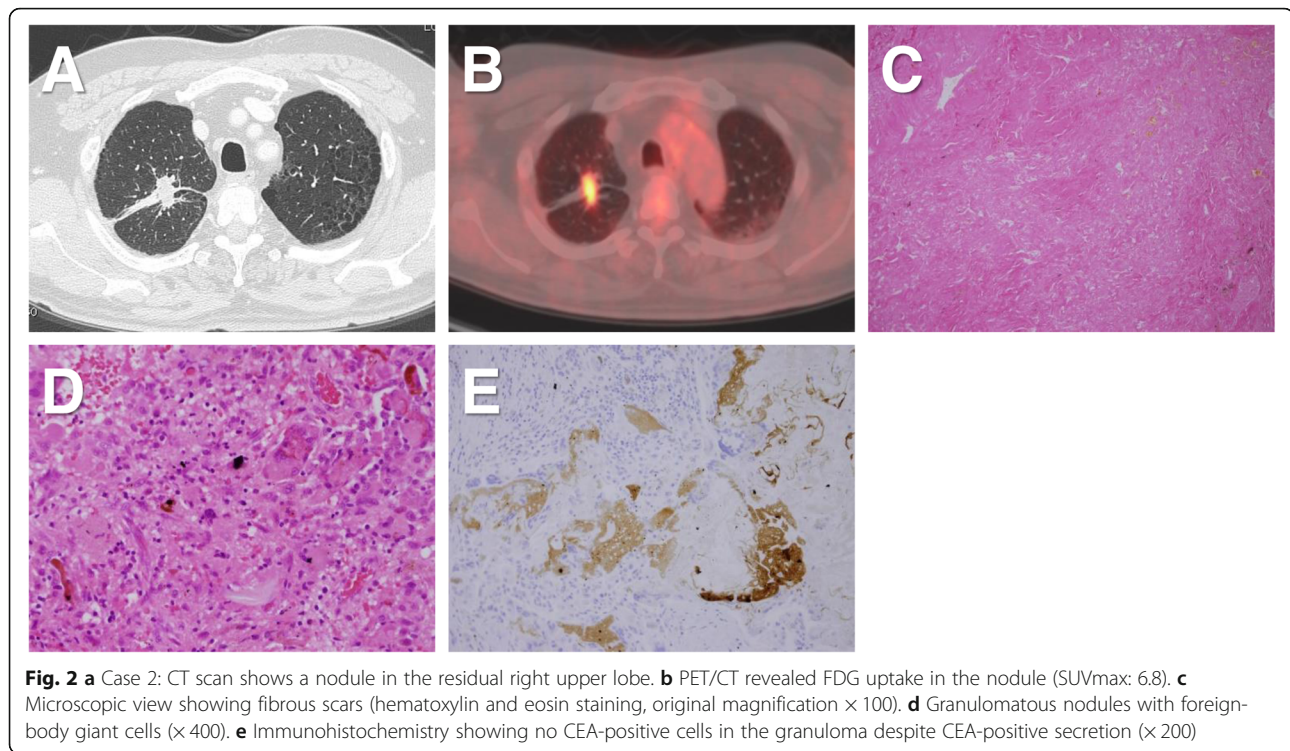 A
B
C
D
E
Fig. 2 a Case 2: CT scan shows a nodule in the residual right upper lobe. b PET/CT revealed FDG uptake in the nodule (SUVmax: 6.8). c
Microscopic view showing fibrous scars (hematoxylin and eosin staining, original magnification × 100). d Granulomatous nodules with foreign-
body giant cells (× 400). e Immunohistochemistry showing no CEA-positive cells in the granuloma despite CEA-positive secretion (× 200)